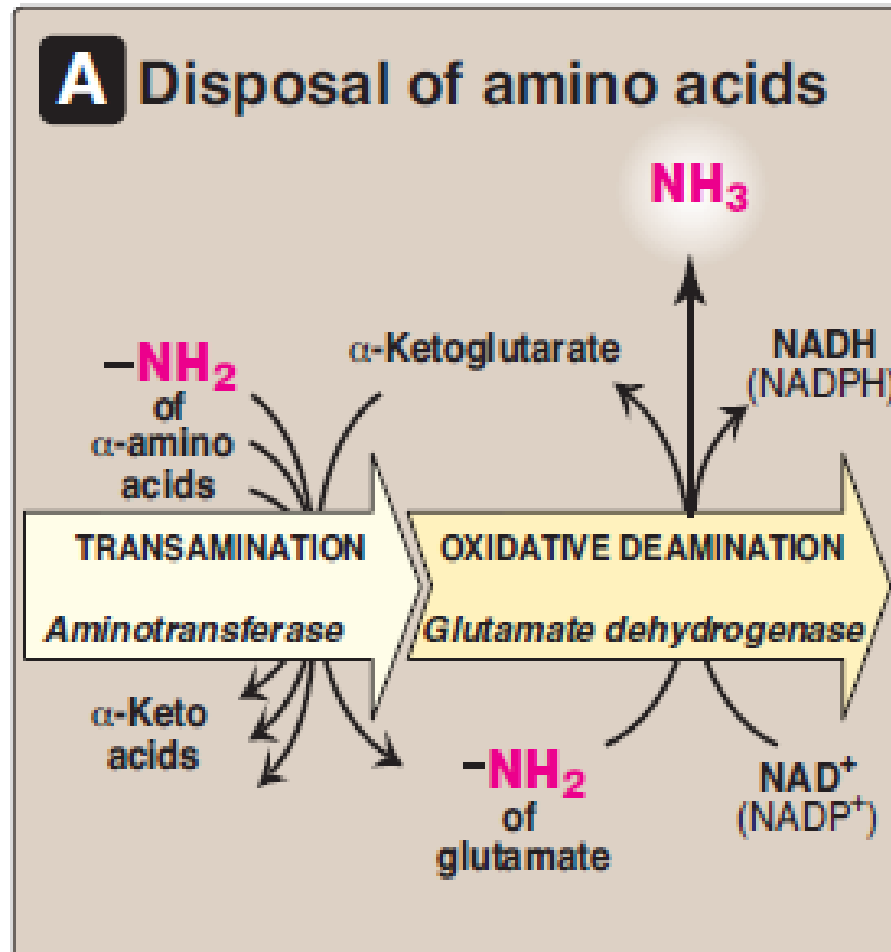 A Disposal of amino acids
NH₃
–NH₂
of
α-amino
acids
α-Ketoglutarate
NADH
(NADPH)
TRANSAMINATION
Aminotransferase
OXIDATIVE DEAMINATION
Glutamate dehydrogenase
α-Keto
acids
–NH₂
of
glutamate
NAD⁺
(NADP⁺)